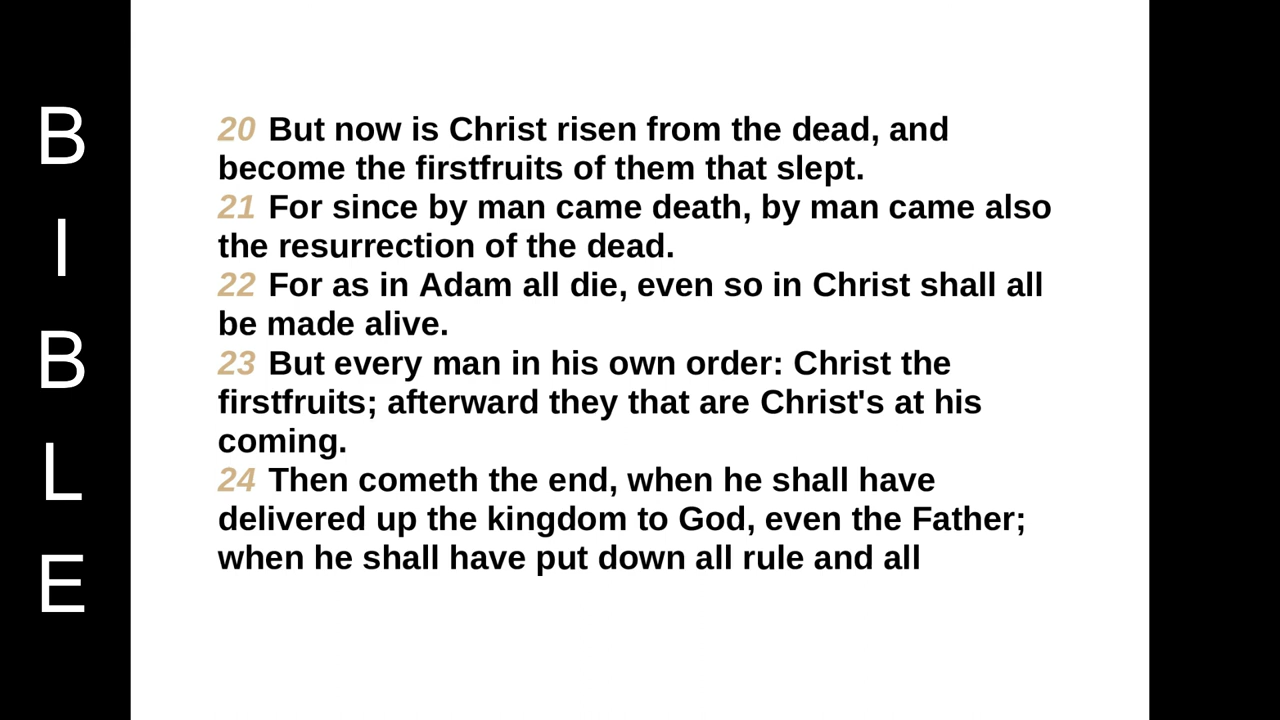 BIBLE
20 But now is Christ risen from the dead, and
become the firstfruits of them that slept.
21 For since by man came death, by man came also
the resurrection of the dead.
22 For as in Adam all die, even so in Christ shall all
be made alive.
23 But every man in his own order: Christ the
firstfruits; afterward they that are Christ's at his
coming.
24 Then cometh the end, when he shall have
delivered up the kingdom to God, even the Father;
when he shall have put down all rule and all